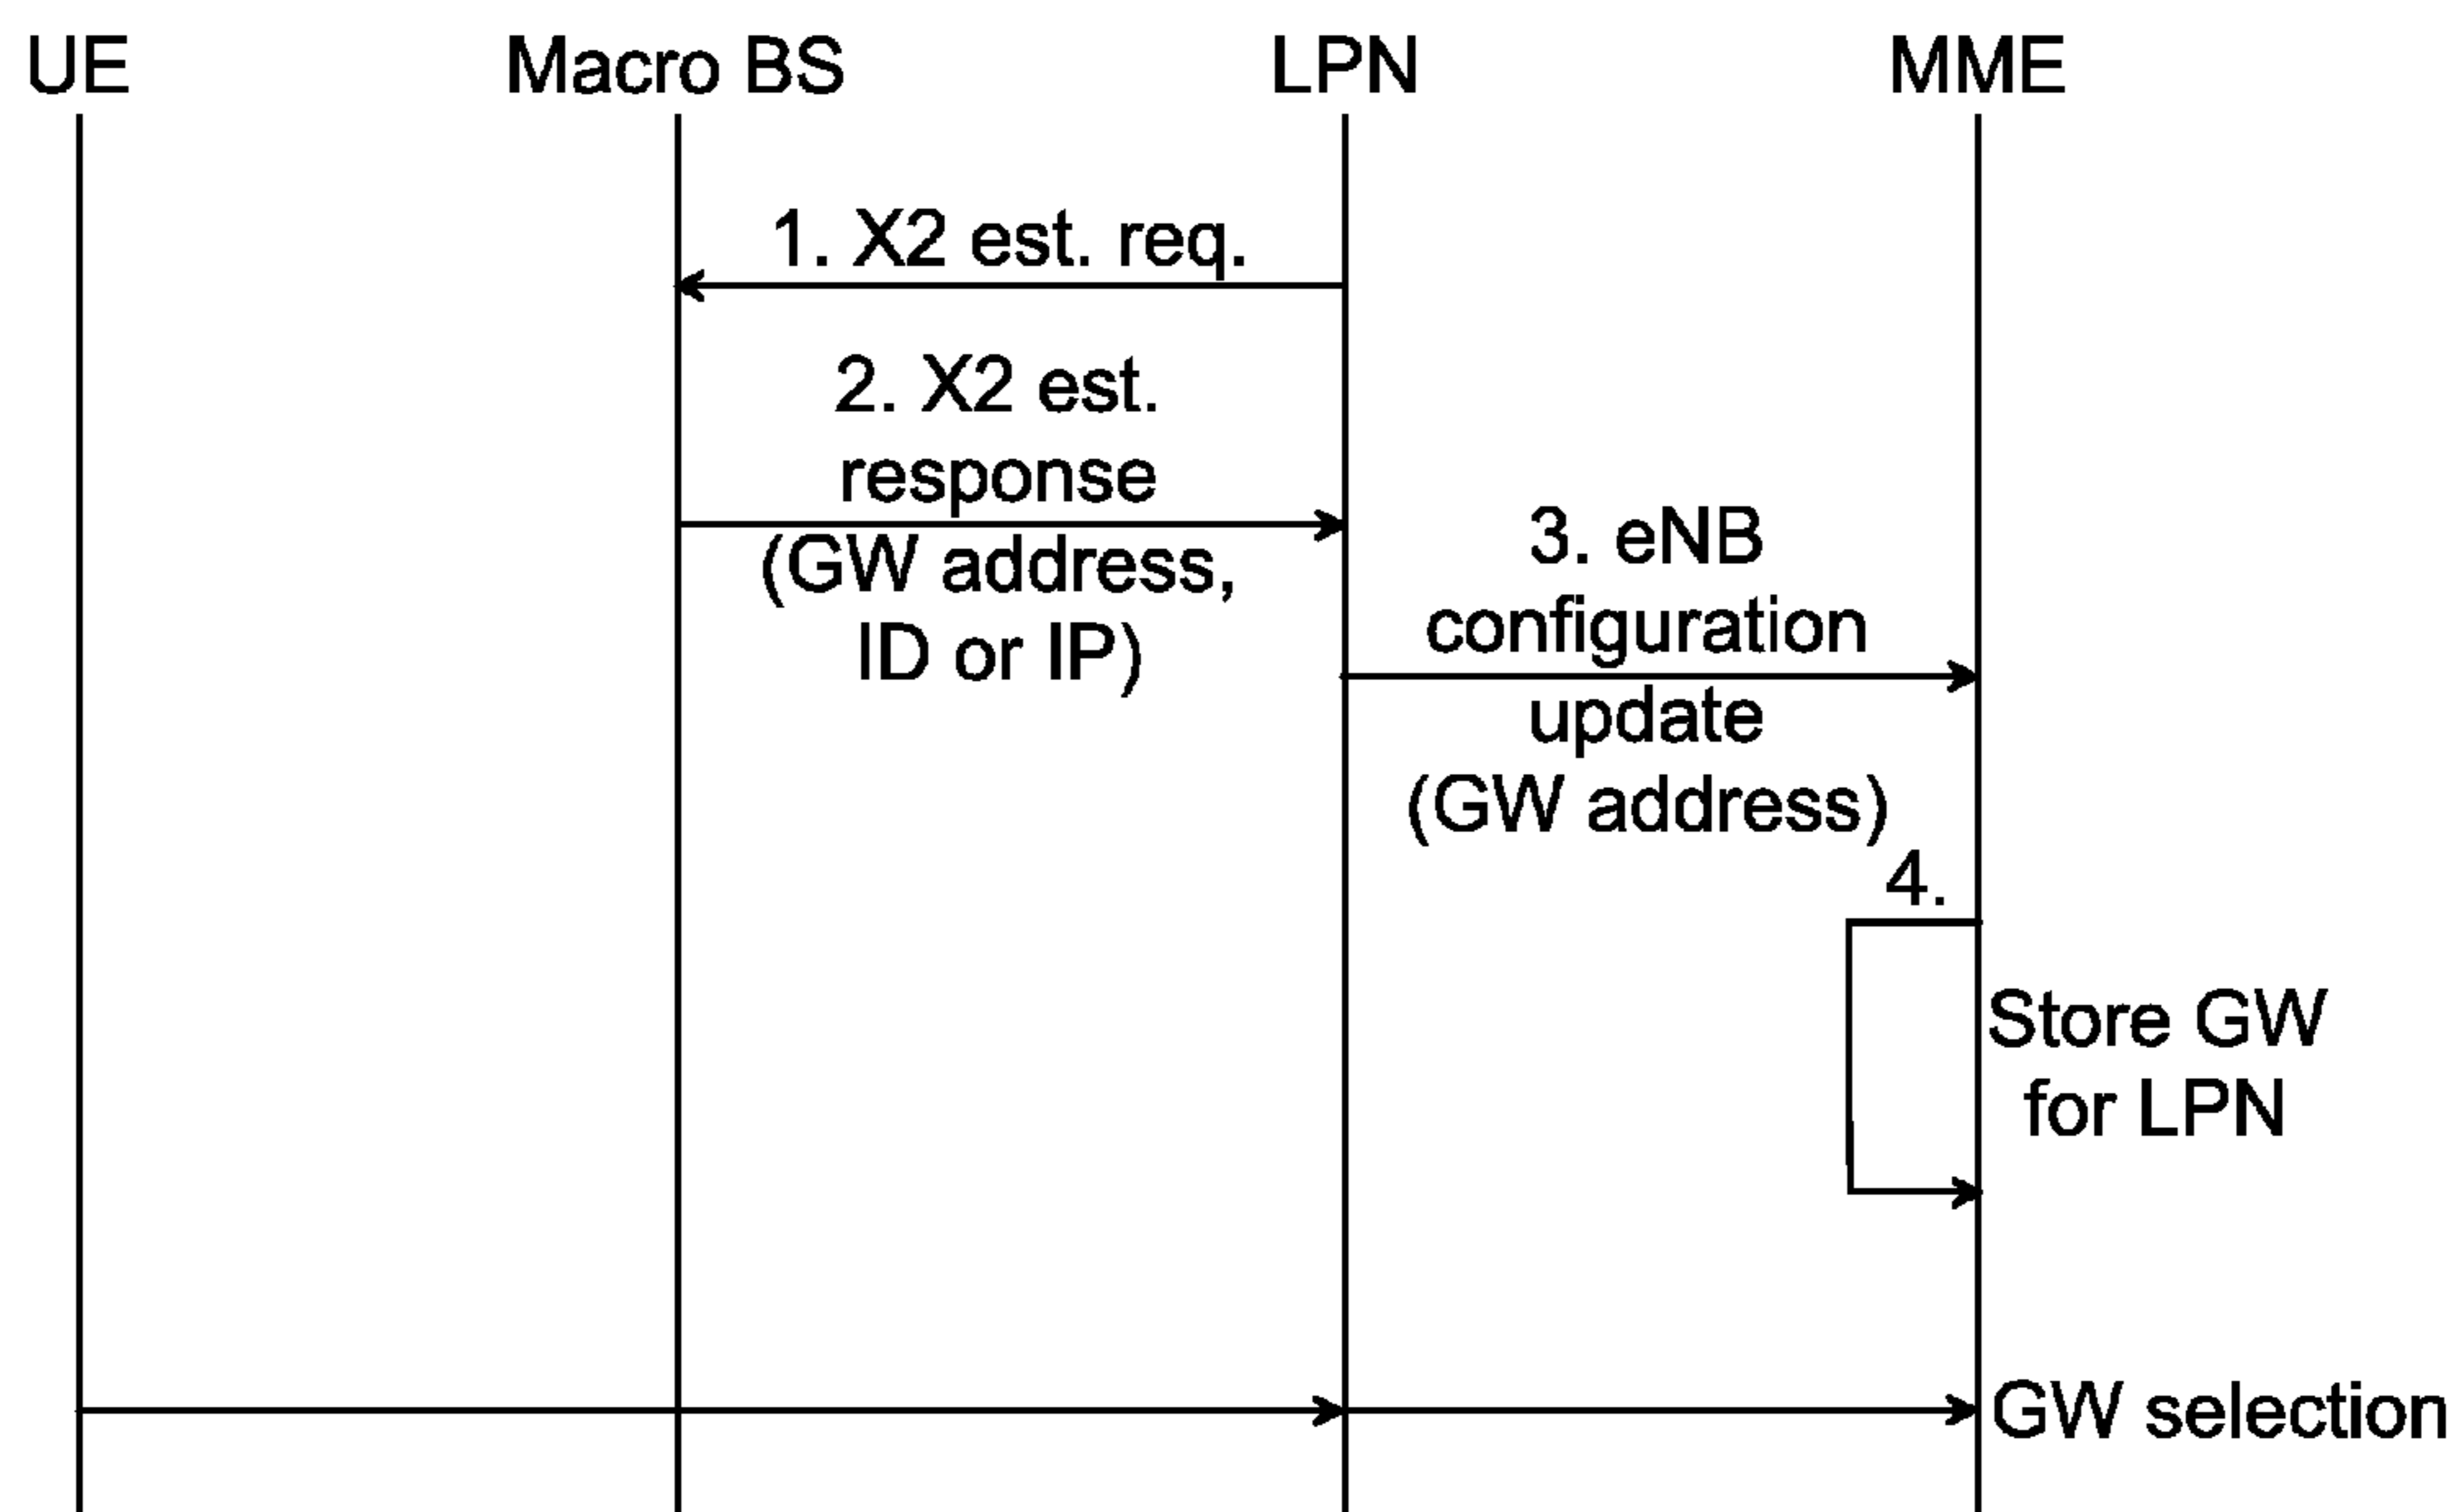 UE
Macro BS
LPN
MME
1. X2 est. req.
2. X2 est.
response
(GW address,
ID or IP)
3. eNB
configuration
update
(GW address)
4.
Store GW
for LPN
GW selection